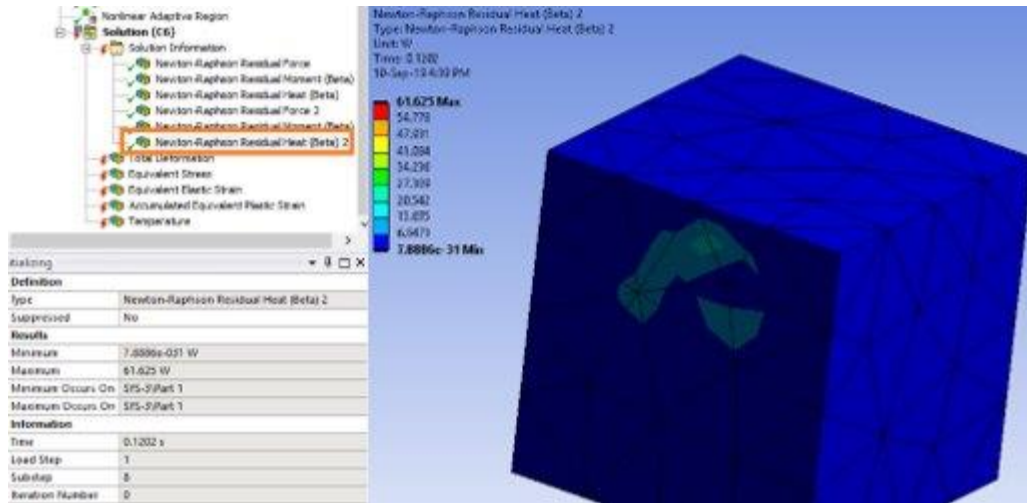 Nonlinear Adaptive Region
Solution (C6)
Solution Information
Newton-Raphson Residual Force
Newton-Raphson Residual Moment (Beta)
Newton-Raphson Residual Heat (Beta)
Newton-Raphson Residual Force 2
Newton-Raphson Residual Moment (Beta)
Newton-Raphson Residual Heat (Beta) 2
Total Deformation
Equivalent Stress
Equivalent Elastic Strain
Accumulated Equivalent Plastic Strain
Temperature
Definition
Type Newton-Raphson Residual Heat (Beta) 2
Suppressed No
Results
Minimum 7.8886e-031 W
Maximum 61.625 W
Minimum Occurs On SYS-3\Part 1
Maximum Occurs On SYS-3\Part 1
Information
Time 0.1202 s
Load Step 1
Substep 8
Iteration Number 0
Newton-Raphson Residual Heat (Beta) 2
Type: Newton-Raphson Residual Heat (Beta) 2
Unit: W
Time: 0.1202
61.625 Max
54.778
47.931
41.084
34.236
27.389
20.542
13.695
6.8473
7.8886e-31 Min